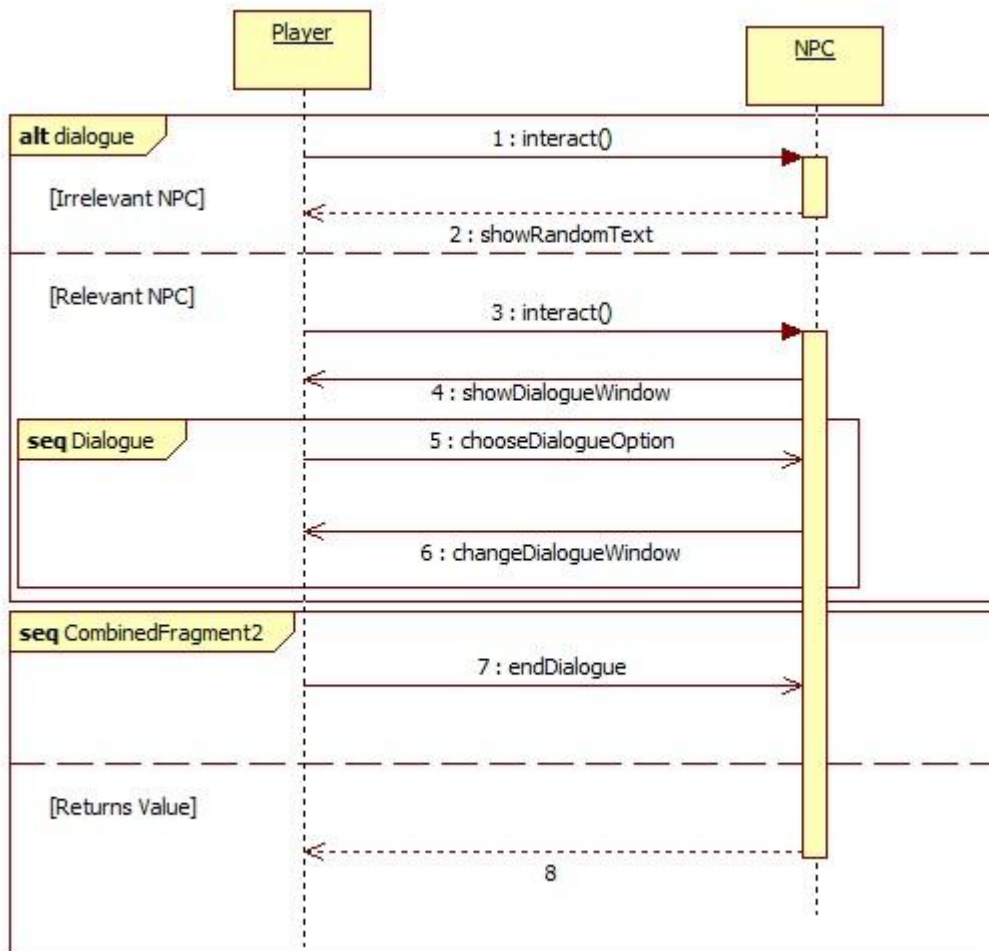 Player
NPC
alt dialogue
1 : interact()
[Irrelevant NPC]
2 : showRandomText
[Relevant NPC]
3 : interact()
4 : showDialogueWindow
seq Dialogue
5 : chooseDialogueOption
6 : changeDialogueWindow
seq CombinedFragment2
7 : endDialogue
[Returns Value]
8